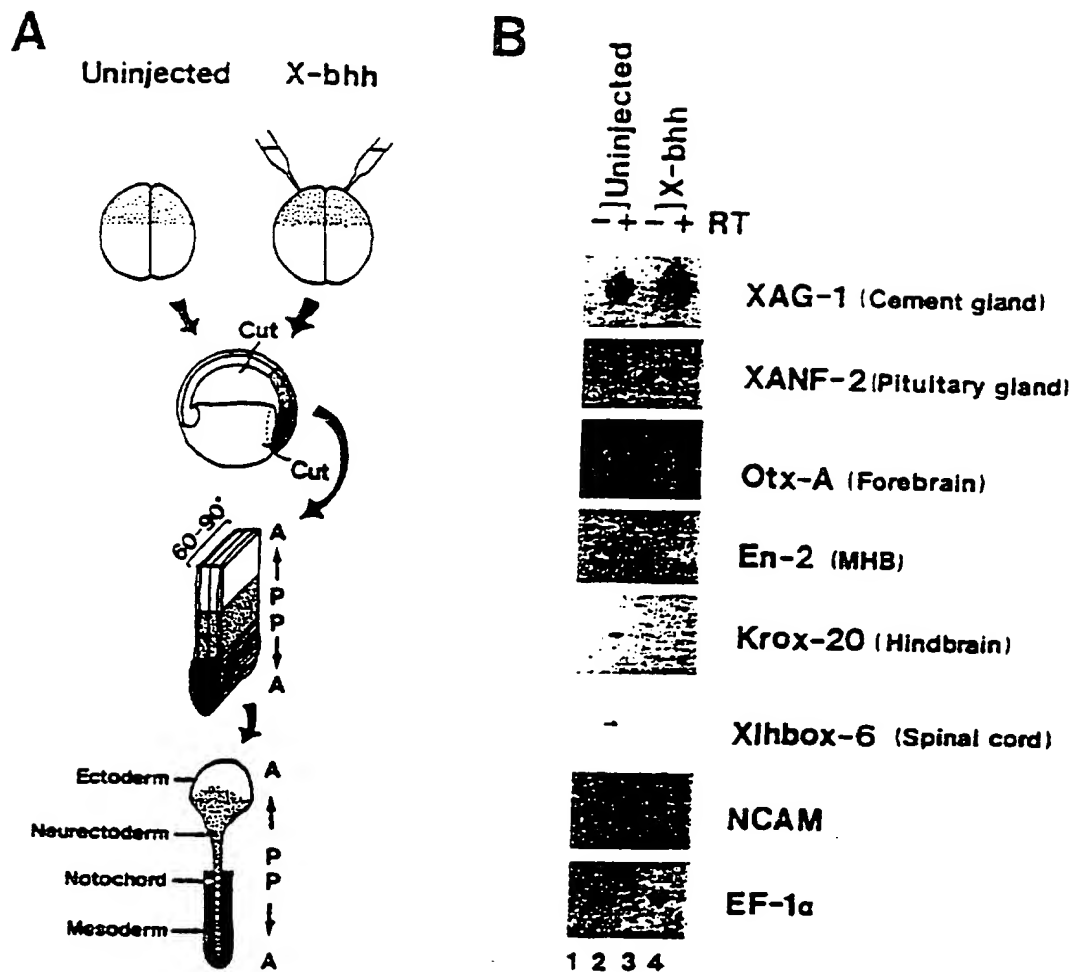 A
Uninjected X-bhh
Cut
Cut
60-90°
A
P
P
A
Ectoderm
Neurectoderm
Notochord
Mesoderm
A
P
P
A
B
Uninjected
X-bhh
- + - + RT
XAG-1 (Cement gland)
XANF-2 (Pituitary gland)
Otx-A (Forebrain)
En-2 (MHB)
Krox-20 (Hindbrain)
Xlhbox-6 (Spinal cord)
NCAM
EF-1α
1 2 3 4